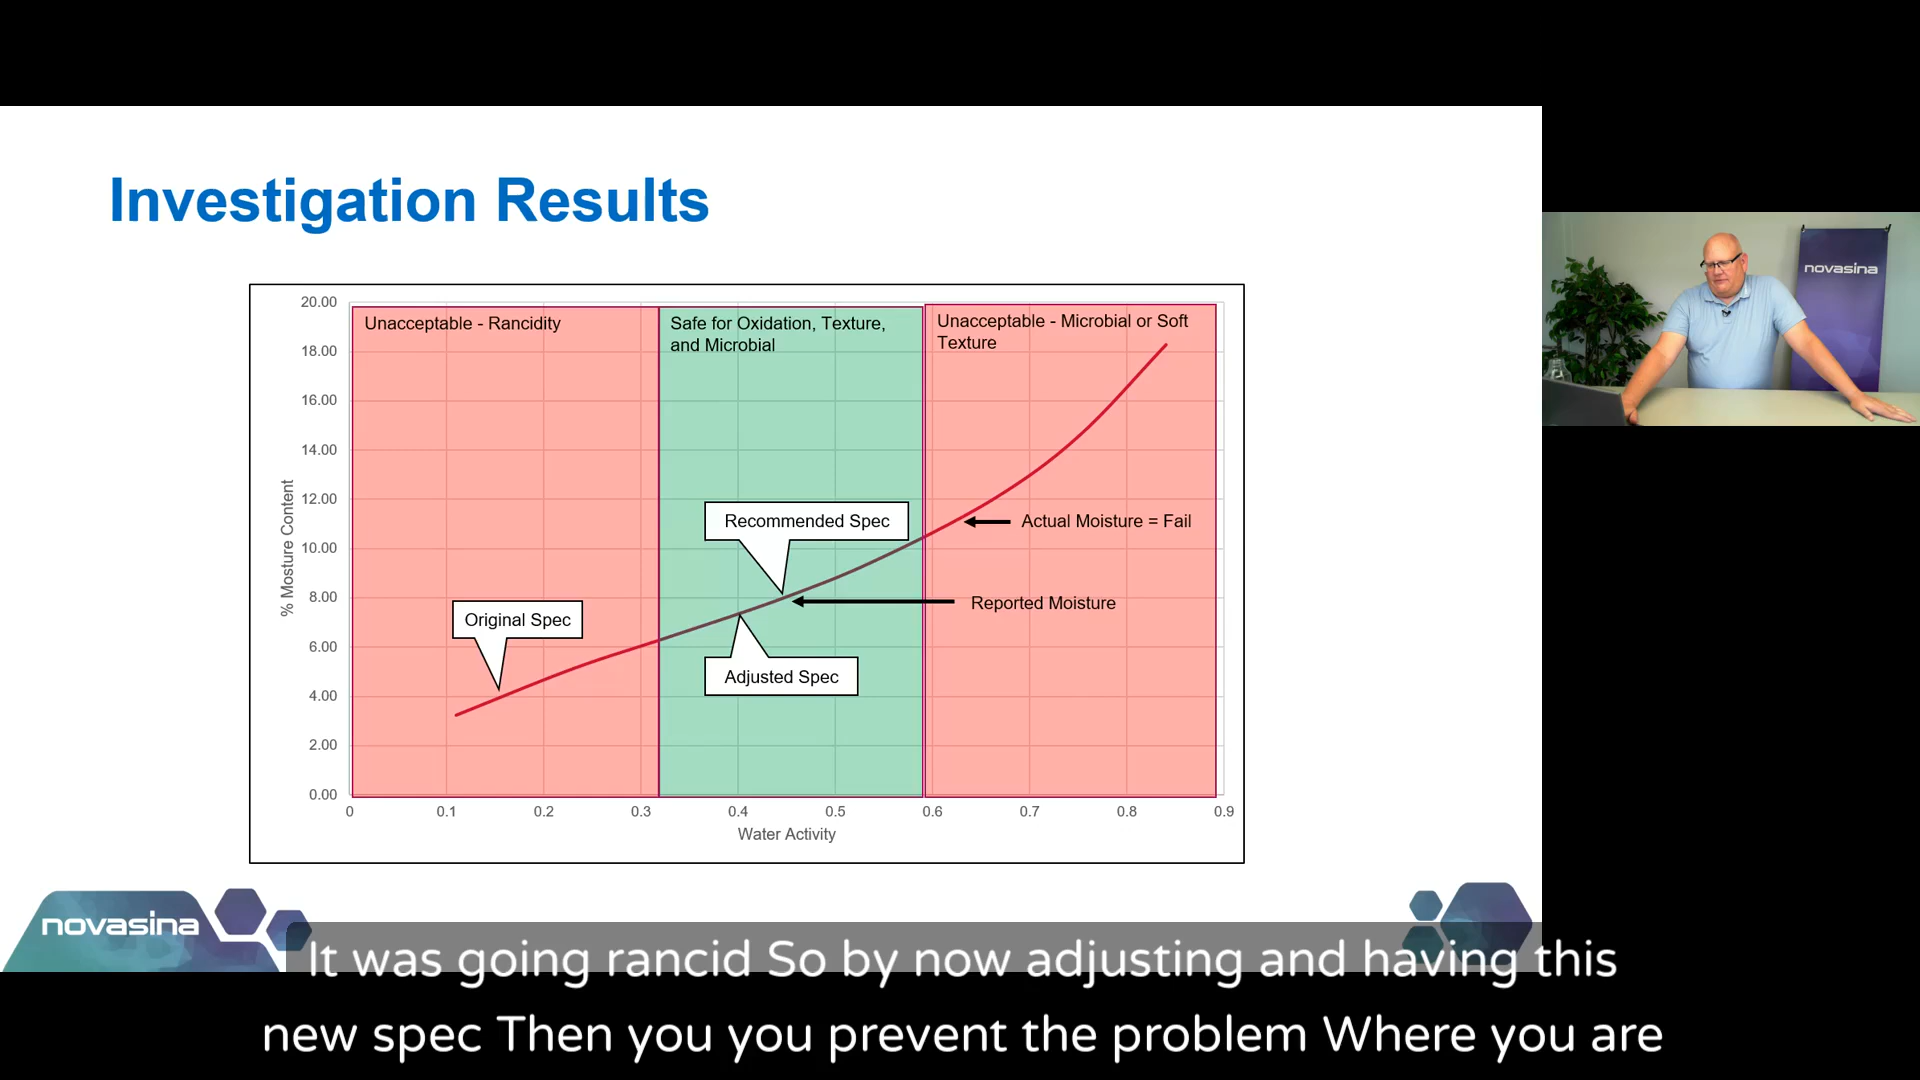 Investigation Results
20.00
18.00
16.00
14.00
12.00
10.00
8.00
6.00
4.00
2.00
0.00
% Mosture Content
Unacceptable - Rancidity
Safe for Oxidation, Texture,
and Microbial
Unacceptable - Microbial or Soft
Texture
Recommended Spec
Actual Moisture = Fail
Original Spec
Reported Moisture
Adjusted Spec
0
0.1
0.2
0.3
0.4
0.5
0.6
0.7
0.8
0.9
Water Activity
novasina
novasina
It was going rancid So by now adjusting and having this
new spec Then you you prevent the problem Where you are